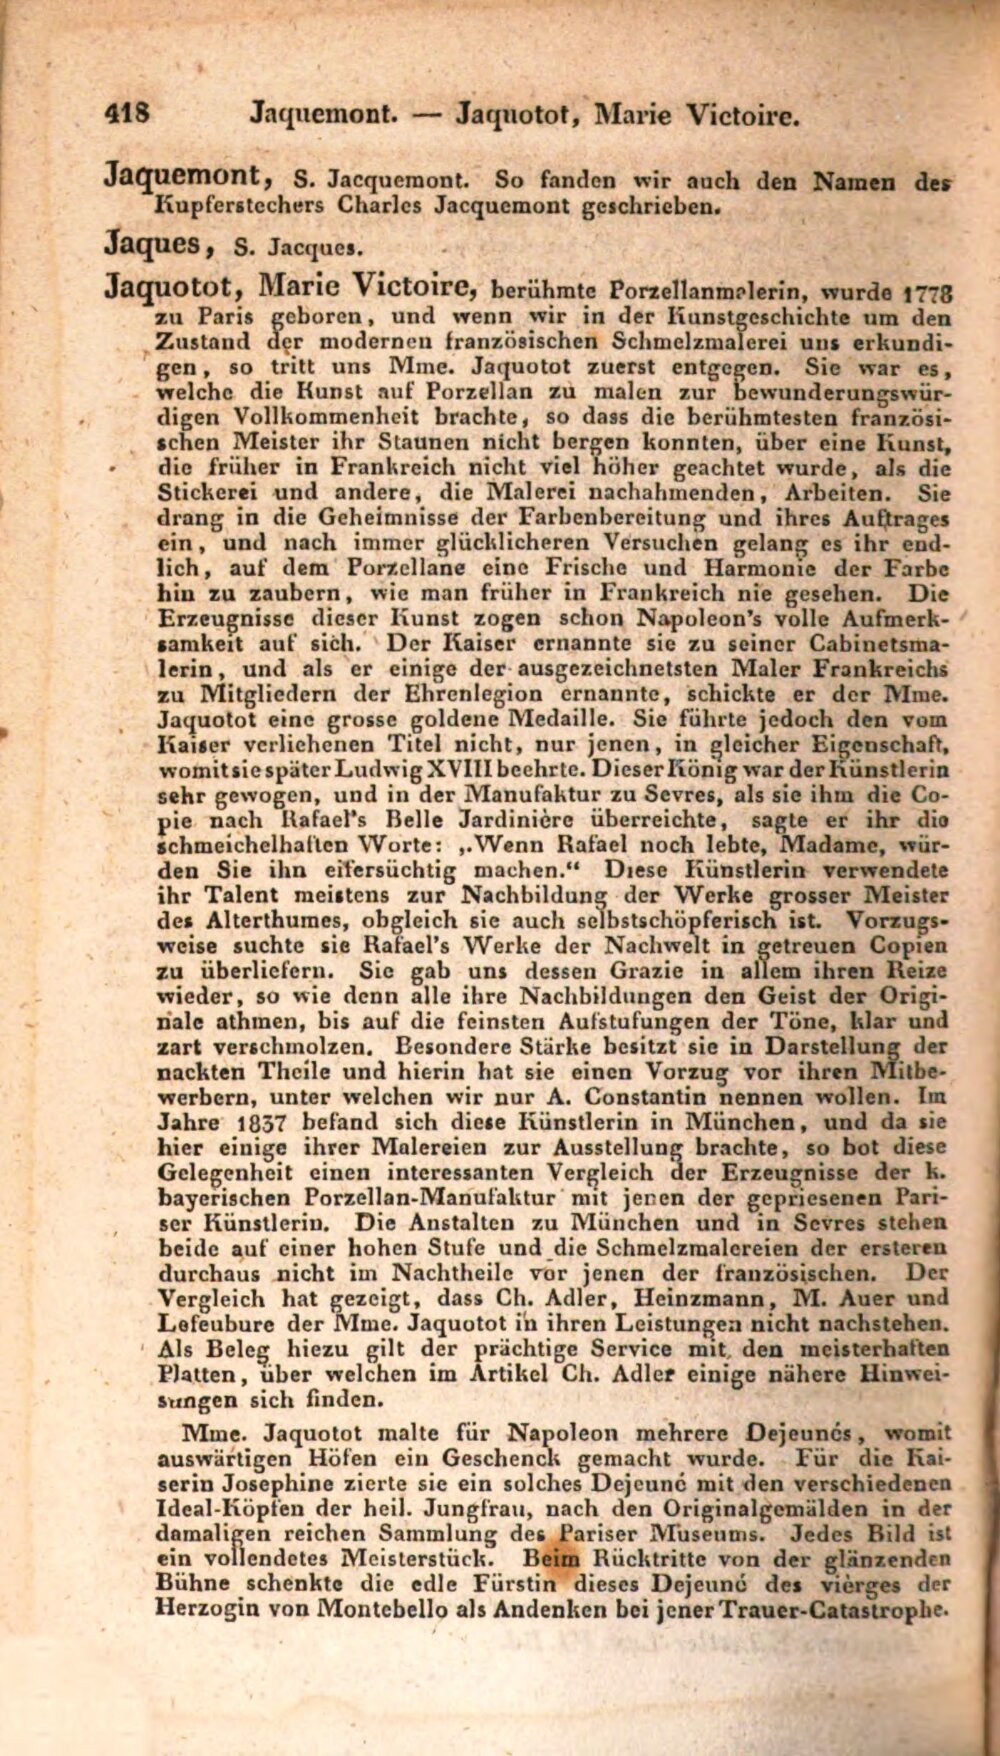 418 Jaquemont. — Jaquotot, Marie Victoire.
Jaquemont, S. Jacquemont. So fanden wir auch den Namen des
Kupferstechers Charles Jacquemont geschrieben.
Jaques, S. Jacques.
Jaquotot, Marie Victoire, berühmte Porzellanmalerin, wurde 1778
zu Paris geboren, und wenn wir in der Kunstgeschichte um den
Zustand der modernen französischen Schmelzmalerei uns erkundi-
gen, so tritt uns Mme. Jaquotot zuerst entgegen. Sie war es,
welche die Kunst auf Porzellan zu malen zur bewunderungswür-
digen Vollkommenheit brachte, so dass die berühmtesten französi-
schen Meister ihr Staunen nicht bergen konnten, über eine Kunst,
die früher in Frankreich nicht viel höher geachtet wurde, als die
Stickerei und andere, die Malerei nachahmenden, Arbeiten. Sie
drang in die Geheimnisse der Farbenbereitung und ihres Auftrages
ein, und nach immer glücklicheren Versuchen gelang es ihr end-
lich, auf dem Porzellane eine Frische und Harmonie der Farbe
hin zu zaubern, wie man früher in Frankreich nie gesehen. Die
Erzeugnisse dieser Kunst zogen schon Napoleon's volle Aufmerk-
samkeit auf sich. Der Kaiser ernannte sie zu seiner Cabinetsma-
lerin, und als er einige der ausgezeichnetsten Maler Frankreichs
zu Mitgliedern der Ehrenlegion ernannte, schickte er der Mme.
Jaquotot eine grosse goldene Medaille. Sie führte jedoch den vom
Kaiser verliehenen Titel nicht, nur jenen, in gleicher Eigenschaft,
womit sie später Ludwig XVIII beehrte. Dieser König war der Künstlerin
sehr gewogen, und in der Manufaktur zu Sevres, als sie ihm die Co-
pie nach Rafael's Belle Jardinière überreichte, sagte er ihr die
schmeichelhaften Worte: „Wenn Rafael noch lebte, Madame, wür-
den Sie ihn eifersüchtig machen.“ Diese Künstlerin verwendete
ihr Talent meistens zur Nachbildung der Werke grosser Meister
des Alterthumes, obgleich sie auch selbstschöpferisch ist. Vorzugs-
weise suchte sie Rafael's Werke der Nachwelt in getreuen Copien
zu überliefern. Sie gab uns dessen Grazie in allem ihren Reize
wieder, so wie denn alle ihre Nachbildungen den Geist der Origi-
nale athmen, bis auf die feinsten Aufstufungen der Töne, klar und
zart verschmolzen. Besondere Stärke besitzt sie in Darstellung der
nackten Theile und hierin hat sie einen Vorzug vor ihren Mitbe-
werbern, unter welchen wir nur A. Constantin nennen wollen. Im
Jahre 1837 befand sich diese Künstlerin in München, und da sie
hier einige ihrer Malereien zur Ausstellung brachte, so bot diese
Gelegenheit einen interessanten Vergleich der Erzeugnisse der k.
bayerischen Porzellan-Manufaktur mit jenen der gepriesenen Pari-
ser Künstlerin. Die Anstalten zu München und in Sevres stehen
beide auf einer hohen Stufe und die Schmelzmalereien der ersteren
durchaus nicht im Nachtheile vor jenen der französischen. Der
Vergleich hat gezeigt, dass Ch. Adler, Heinzmann, M. Auer und
Lefeubure der Mme. Jaquotot in ihren Leistungen nicht nachstehen.
Als Beleg hiezu gilt der prächtige Service mit den meisterhaften
Platten, über welchen im Artikel Ch. Adler einige nähere Hinwei-
sungen sich finden.
Mme. Jaquotot malte für Napoleon mehrere Dejeunés, womit
auswärtigen Höfen ein Geschenck gemacht wurde. Für die Kai-
serin Josephine zierte sie ein solches Dejeuné mit den verschiedenen
Ideal-Köpfen der heil. Jungfrau, nach den Originalgemälden in der
damaligen reichen Sammlung des Pariser Museums. Jedes Bild ist
ein vollendetes Meisterstück. Beim Rücktritte von der glänzenden
Bühne schenkte die edle Fürstin dieses Dejeuné des vièrges der
Herzogin von Montebello als Andenken bei jener Trauer-Catastrophe.